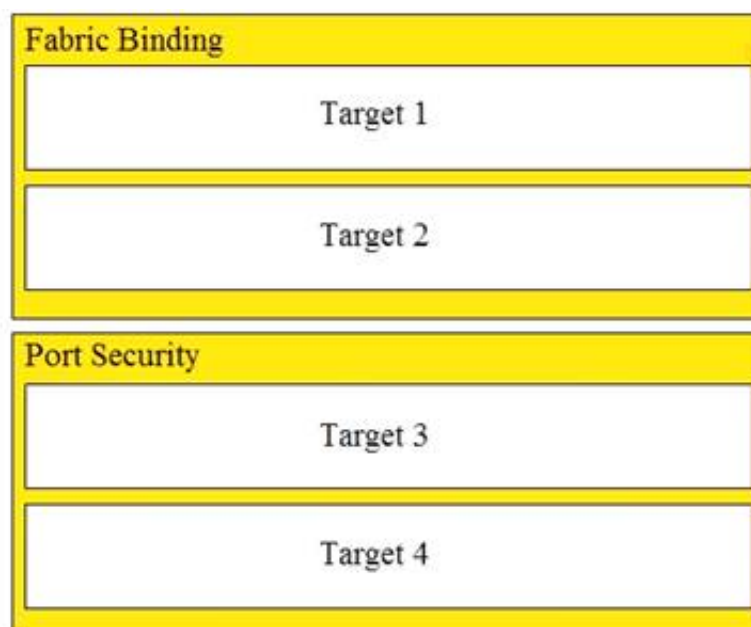 Fabric Binding
Target 1
Target 2
Port Security
Target 3
Target 4